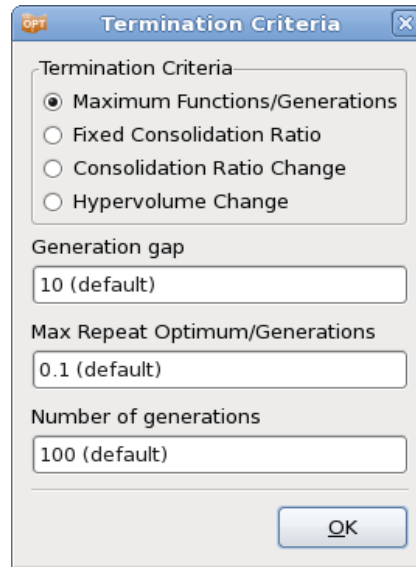 OPT
Termination Criteria
Termination Criteria
Maximum Functions/Generations
Fixed Consolidation Ratio
Consolidation Ratio Change
Hypervolume Change
Generation gap
10 (default)
Max Repeat Optimum/Generations
0.1 (default)
Number of generations
100 (default)
OK